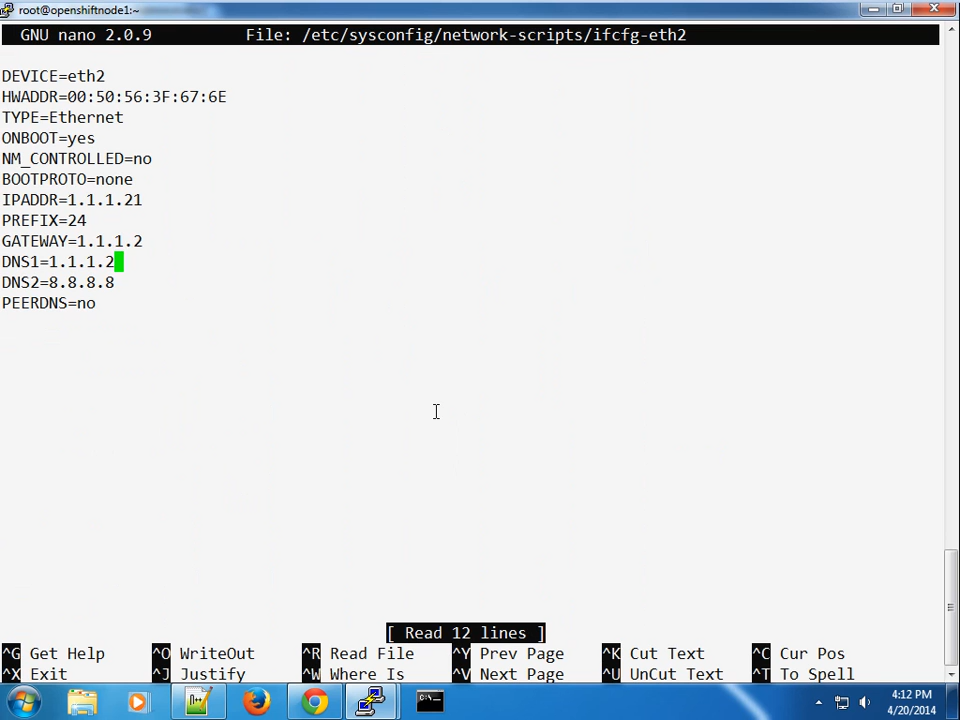 root@openshiftnode1:~
GNU nano 2.0.9 File: /etc/sysconfig/network-scripts/ifcfg-eth2
DEVICE=eth2
HWADDR=00:50:56:3F:67:6E
TYPE=Ethernet
ONBOOT=yes
NM_CONTROLLED=no
BOOTPROTO=none
IPADDR=1.1.1.21
PREFIX=24
GATEWAY=1.1.1.2
DNS1=1.1.1.2
DNS2=8.8.8.8
PEERDNS=no
[ Read 12 lines ]
^G Get Help ^O WriteOut ^R Read File ^Y Prev Page ^K Cut Text ^C Cur Pos
^X Exit ^J Justify ^W Where Is ^V Next Page ^U UnCut Text ^T To Spell
N++
C:\.
4:12 PM
4/20/2014